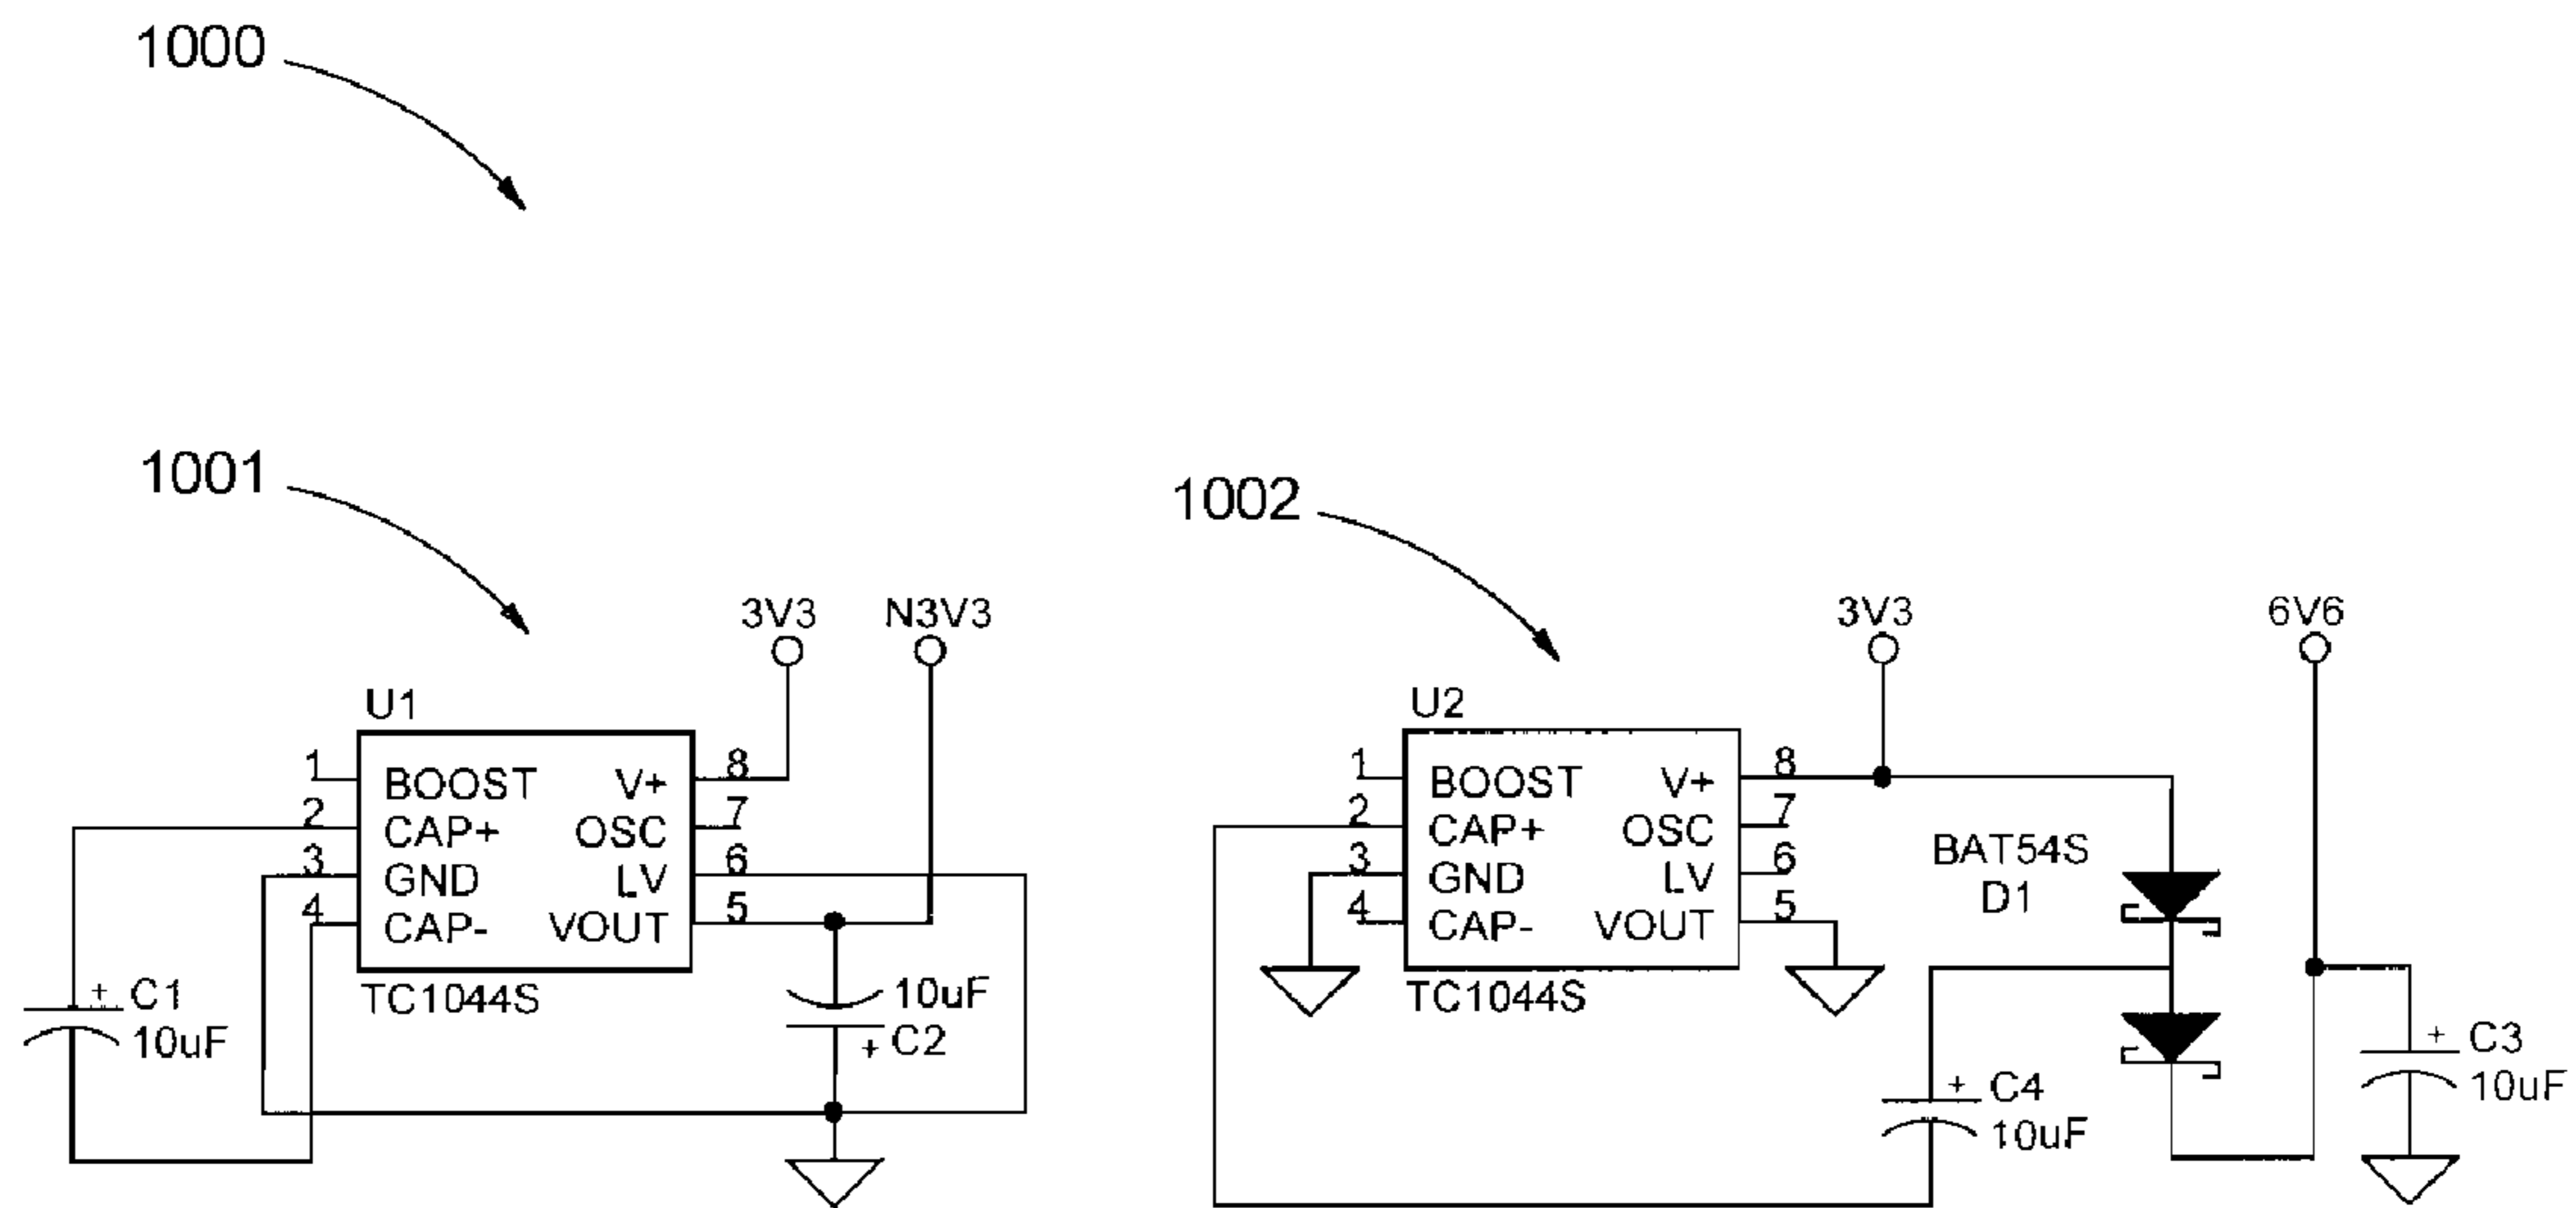 1000
1001
1002
3V3
N3V3
U1
1
BOOST
V+
8
2
CAP+
OSC
7
3
GND
LV
6
4
CAP-
VOUT
5
TC1044S
+ C1
10uF
10uF
+ C2
3V3
6V6
U2
1
BOOST
V+
8
2
CAP+
OSC
7
3
GND
LV
6
4
CAP-
VOUT
5
TC1044S
BAT54S
D1
+ C4
10uF
+ C3
10uF